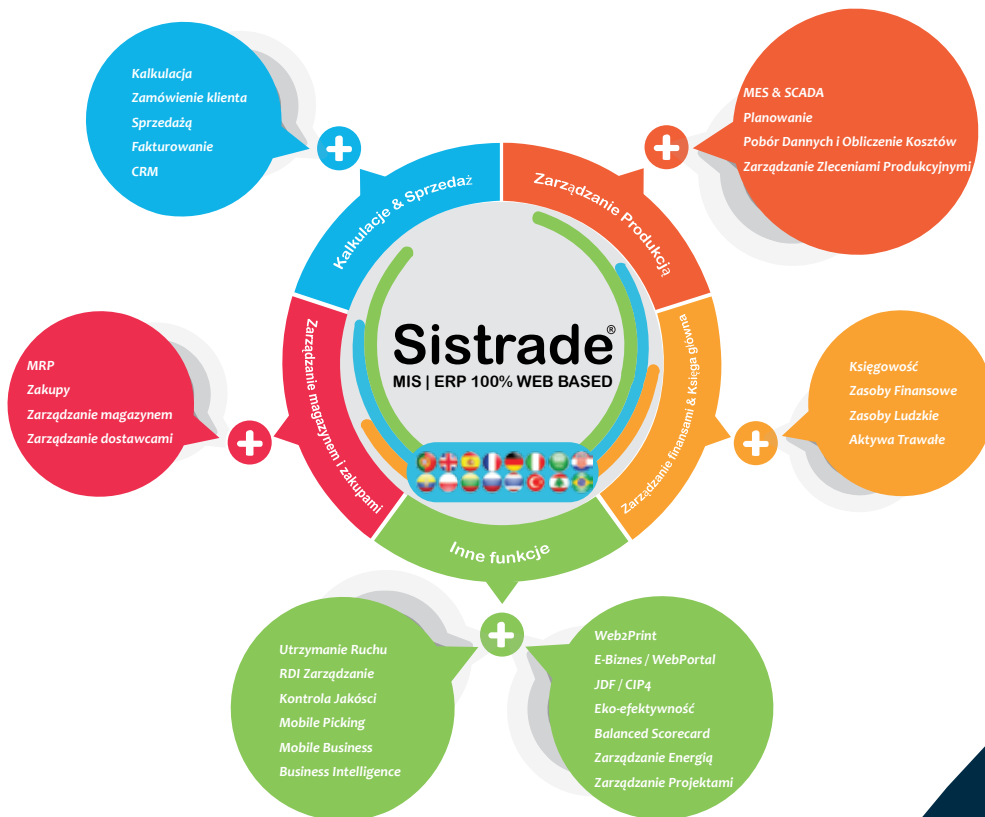 Kalkulacja
Zamówienie klienta
Sprzedażą
Fakturowanie
CRM
MES & SCADA
Planowanie
Pobór Dannych i Obliczenie Kosztów
Zarządzanie Zleceniami Produkcyjnymi
Kalkulacje & Sprzedaż
Zarządzanie Produkcją
MRP
Zakupy
Zarządzanie magazynem
Zarządzanie dostawcami
Zarządzanie magazynem i zakupami
Sistrade®
MIS | ERP 100% WEB BASED
Zarządzanie finansami & Księga główna
Księgowość
Zasoby Finansowe
Zasoby Ludzkie
Aktywa Trawałe
Inne funkcje
Utrzymanie Ruchu
RDI Zarządzanie
Kontrola Jakósci
Mobile Picking
Mobile Business
Business Intelligence
Web2Print
E-Biznes / WebPortal
JDF / CIP4
Eko-efektywność
Balanced Scorecard
Zarządzanie Energią
Zarządzanie Projektami